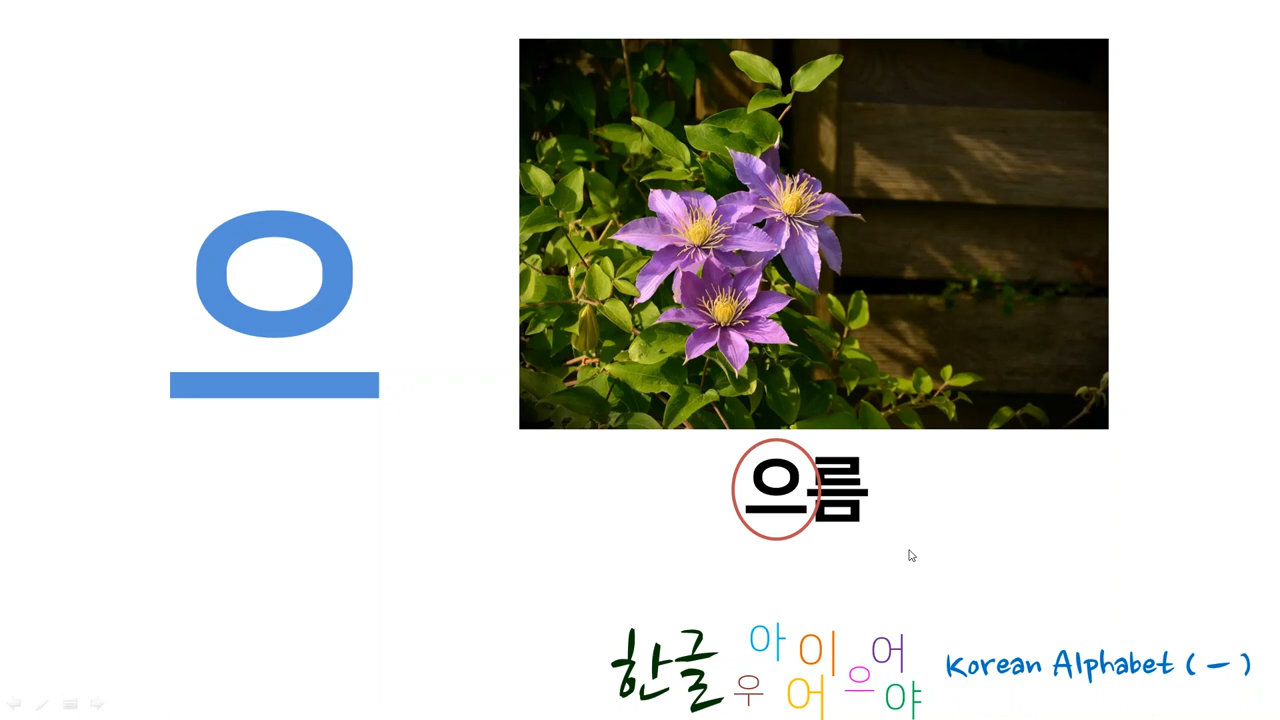 으
으름
한글 아 이 어 우 어 으 야 Korean Alphabet ( ㅡ )